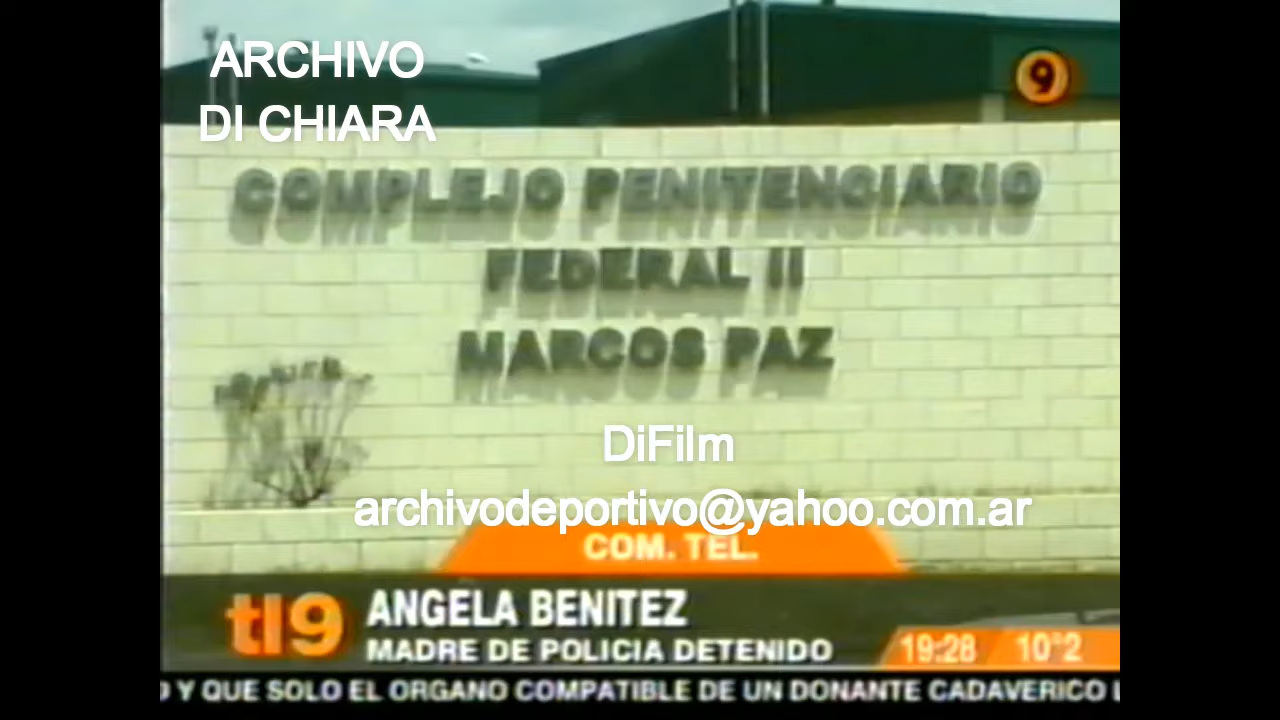 ARCHIVO
DI CHIARA
9
COMPLEJO PENITENCIARIO
FEDERAL II
MARCOS PAZ
DiFilm
archivodeportivo@yahoo.com.ar
COM. TEL.
tl9
ANGELA BENITEZ
MADRE DE POLICIA DETENIDO
19:28 10°2
Y QUE SOLO EL ORGANO COMPATIBLE DE UN DONANTE CADAVERICO